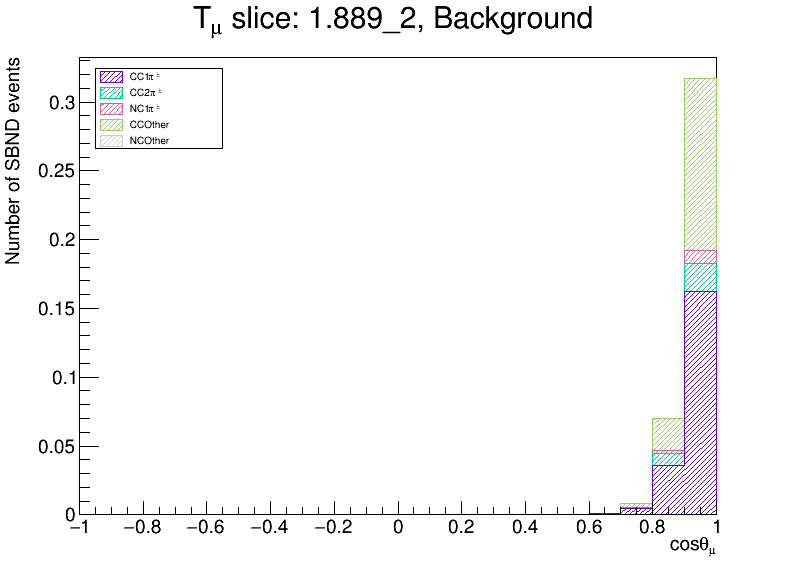 Tμ slice: 1.889_2, Background
Number of SBND events
CC1π ±
CC2π ±
NC1π ±
CCOther
NCOther
0.3
0.25
0.2
0.15
0.1
0.05
0
−1 −0.8 −0.6 −0.4 −0.2 0 0.2 0.4 0.6 0.8 1
cosθμ